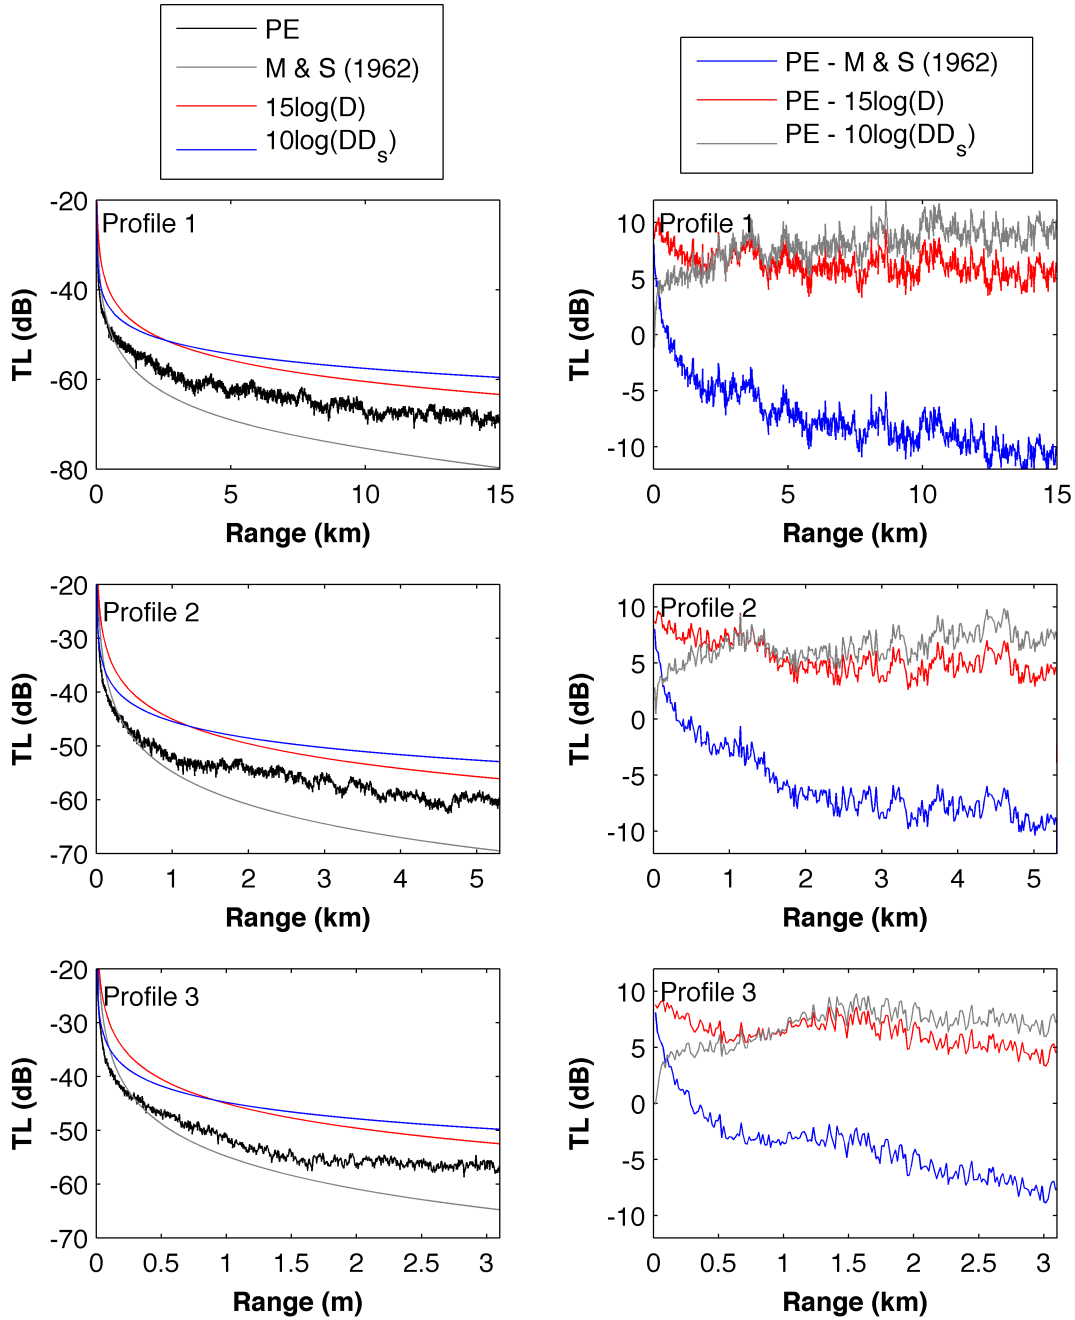 PE
M & S (1962)
15log(D)
10log(DDs)
PE - M & S (1962)
PE - 15log(D)
PE - 10log(DDs)
-20
-40
-60
-80
TL (dB)
Profile 1
0
5
10
15
Range (km)
10
5
0
-5
-10
TL (dB)
Profile 1
0
5
10
15
Range (km)
-20
-30
-40
-50
-60
-70
TL (dB)
Profile 2
0
1
2
3
4
5
Range (km)
10
5
0
-5
-10
TL (dB)
Profile 2
0
1
2
3
4
5
Range (km)
-20
-30
-40
-50
-60
-70
TL (dB)
Profile 3
0
0.5
1
1.5
2
2.5
3
Range (m)
10
5
0
-5
-10
TL (dB)
Profile 3
0
0.5
1
1.5
2
2.5
3
Range (km)